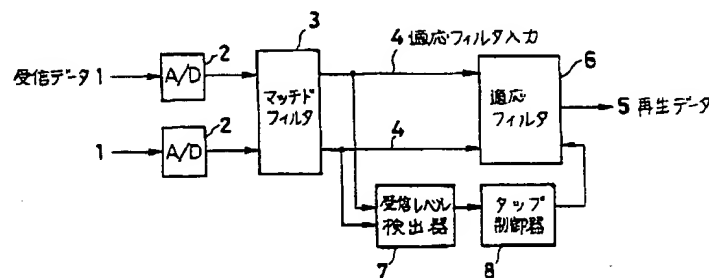 3
2
4 適応フィルタ入力
6
受信データ 1
A/D
マッチド
フィルタ
適応
フィルタ
5 再生データ
2
1
A/D
4
受信レベル
検出器
タップ
制御器
7
8